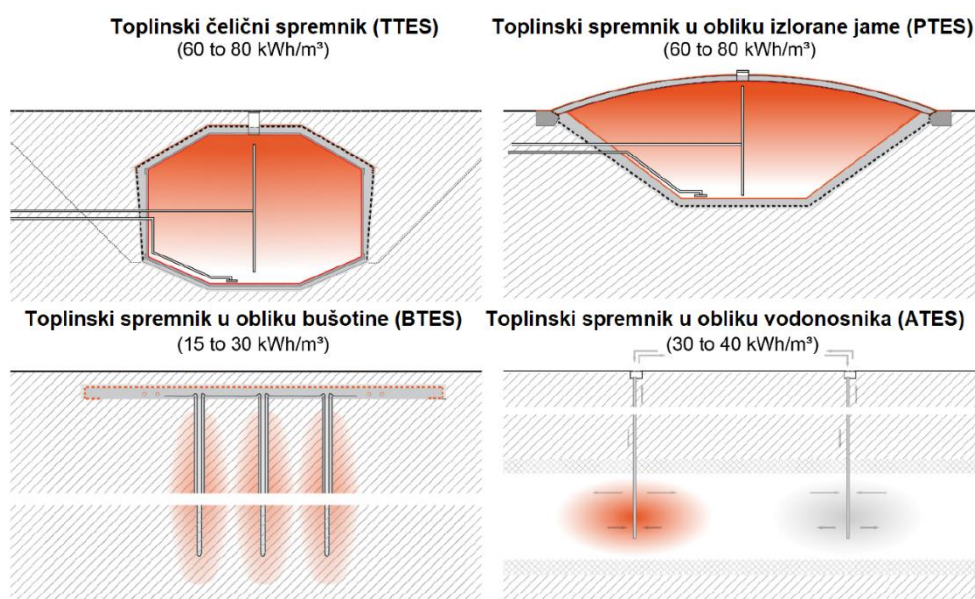 Toplinski čelični spremnik (TTES)
(60 to 80 kWh/m³)
Toplinski spremnik u obliku izlorane jame (PTES)
(60 to 80 kWh/m³)
Toplinski spremnik u obliku bušotine (BTES)
(15 to 30 kWh/m³)
Toplinski spremnik u obliku vodonosnika (ATES)
(30 to 40 kWh/m³)